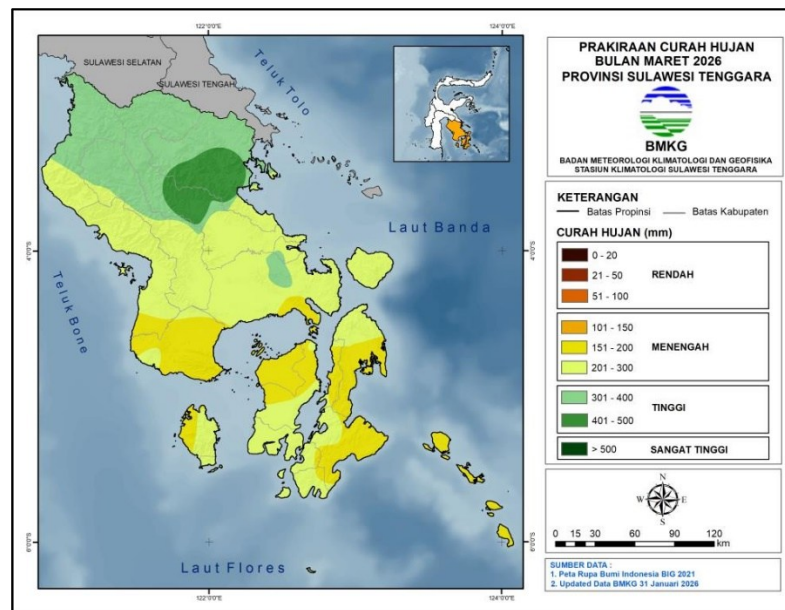 122°0'0"E
124°0'0"E
SULAWESI SELATAN
SULAWESI TENGAH
Teluk Tolo
Laut Banda
4°0'0"S
4°0'0"S
Teluk Bone
6°0'0"S
6°0'0"S
Laut Flores
122°0'0"E
124°0'0"E
PRAKIRAAN CURAH HUJAN
BULAN MARET 2026
PROVINSI SULAWESI TENGGARA
BMKG
BADAN METEOROLOGI KLIMATOLOGI DAN GEOFISIKA
STASIUN KLIMATOLOGI SULAWESI TENGGARA
KETERANGAN
Batas Propinsi
Batas Kabupaten
CURAH HUJAN (mm)
0 - 20
21 - 50
RENDAH
51 - 100
101 - 150
151 - 200
MENENGAH
201 - 300
301 - 400
TINGGI
401 - 500
> 500
SANGAT TINGGI
N
W
E
S
0 15 30 60 90 120
km
SUMBER DATA :
1. Peta Rupa Bumi Indonesia BIG 2021
2. Updated Data BMKG 31 Januari 2026